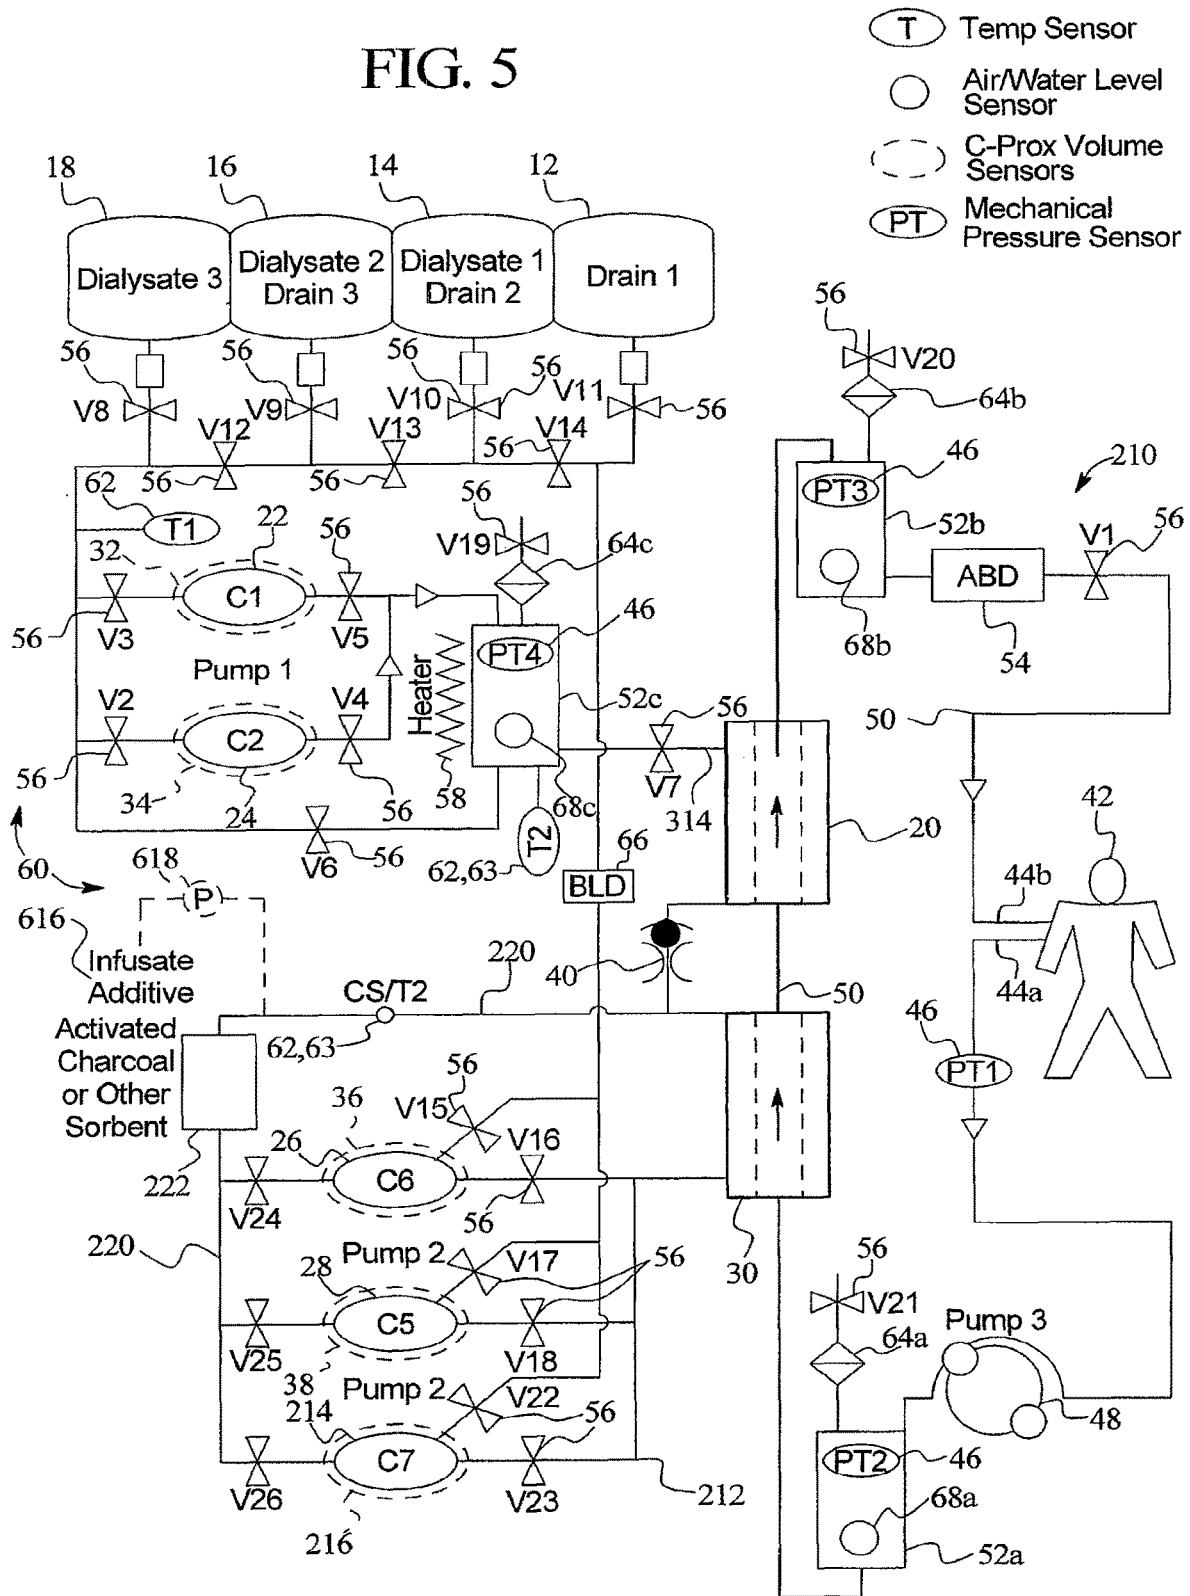 FIG. 5
T Temp Sensor
Air/Water Level
Sensor
C-Prox Volume
Sensors
PT Mechanical
Pressure Sensor
18 16 14 12
Dialysate 3
Dialysate 2
Drain 3
Dialysate 1
Drain 2
Drain 1
56 56 56 56
V8 V9 V10 V11 56
V12 V13 V14
56 56 56
56
V20
64b
46
PT3
52b
210
V1 56
ABD
68b 54
62
T1
22
32
C1
56
V3 56 V5
Pump 1
V2 V4
C2
56 34 24 56
V6 56
60
56
V19
64c
46
PT4
Heater
52c
58
68c
T2
62,63
56
V7
314
66
BLD
20
50
42
44b
44a
618
P
616
Infusate
Additive
Activated
Charcoal
or Other
Sorbent
222
CS/T2
62,63
220
40
50
46
PT1
36
26
C6
V15 56
V16
56
V24
30
220
Pump 2
28
C5
V17
56
V25
38
V18
Pump 2
214
C7
V22
56
V26
216
V23
212
56
V21
64a
Pump 3
48
PT2
46
68a
52a